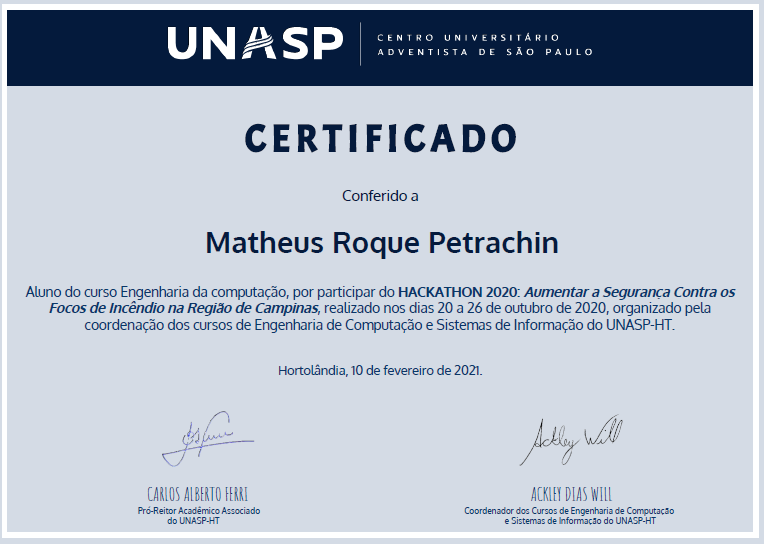 UNASP
CENTRO UNIVERSITÁRIO
ADVENTISTA DE SÃO PAULO
CERTIFICADO
Conferido a
Matheus Roque Petrachin
Aluno do curso Engenharia da computação, por participar do HACKATHON 2020: Aumentar a Segurança Contra os
Focos de Incêndio na Região de Campinas, realizado nos dias 20 a 26 de outubro de 2020, organizado pela
coordenação dos cursos de Engenharia de Computação e Sistemas de Informação do UNASP-HT.
Hortolândia, 10 de fevereiro de 2021.
Ackley Will
CARLOS ALBERTO FERRI
Pró-Reitor Acadêmico Associado
do UNASP-HT
ACKLEY DIAS WILL
Coordenador dos Cursos de Engenharia de Computação
e Sistemas de Informação do UNASP-HT